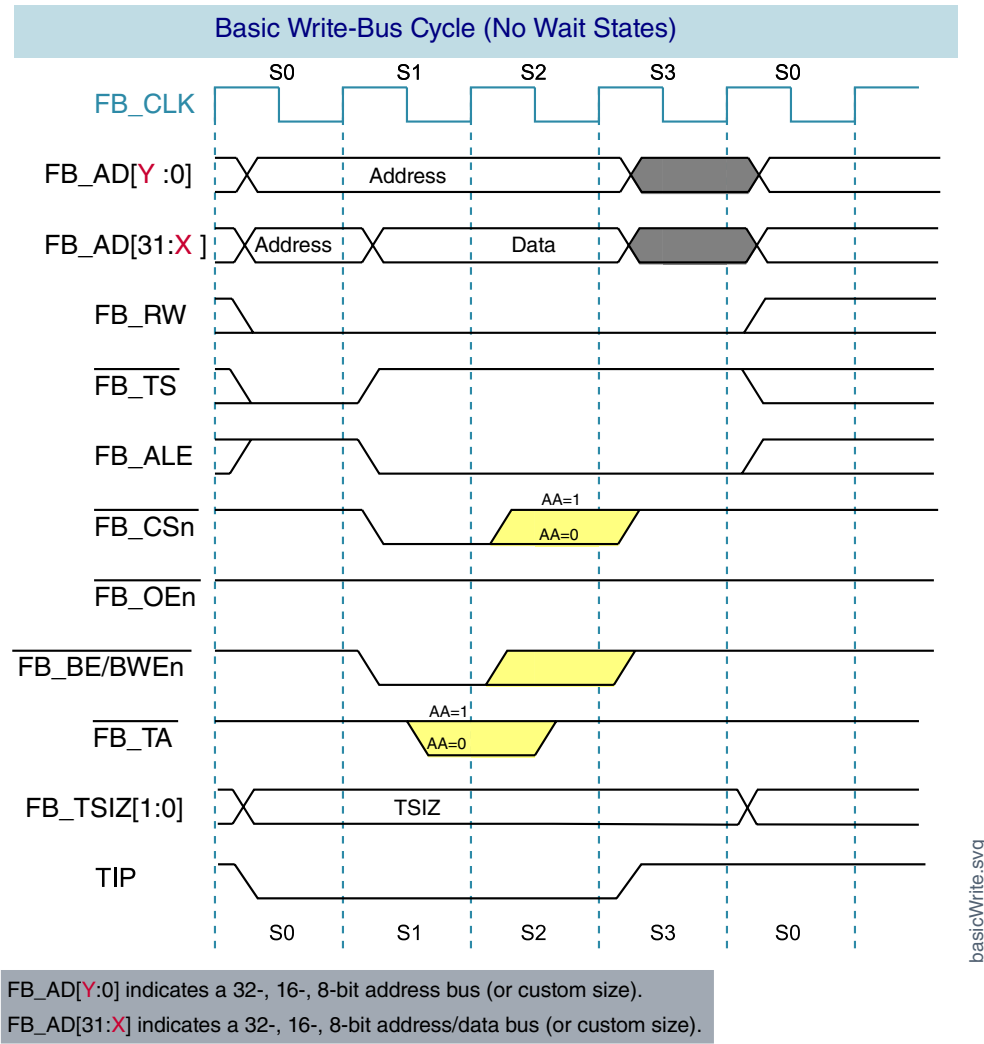 Basic Write-Bus Cycle (No Wait States)
S0 S1 S2 S3 S0
FB_CLK
FB_AD[Y :0] Address
FB_AD[31:X ] Address Data
FB_RW
FB_TS
FB_ALE
AA=1
FB_CSn AA=0
FB_OEn
FB_BE/BWEn
AA=1
FB_TA AA=0
FB_TSIZ[1:0] TSIZ
TIP
S0 S1 S2 S3 S0
basicWrite.svg
FB_AD[Y:0] indicates a 32-, 16-, 8-bit address bus (or custom size).
FB_AD[31:X] indicates a 32-, 16-, 8-bit address/data bus (or custom size).